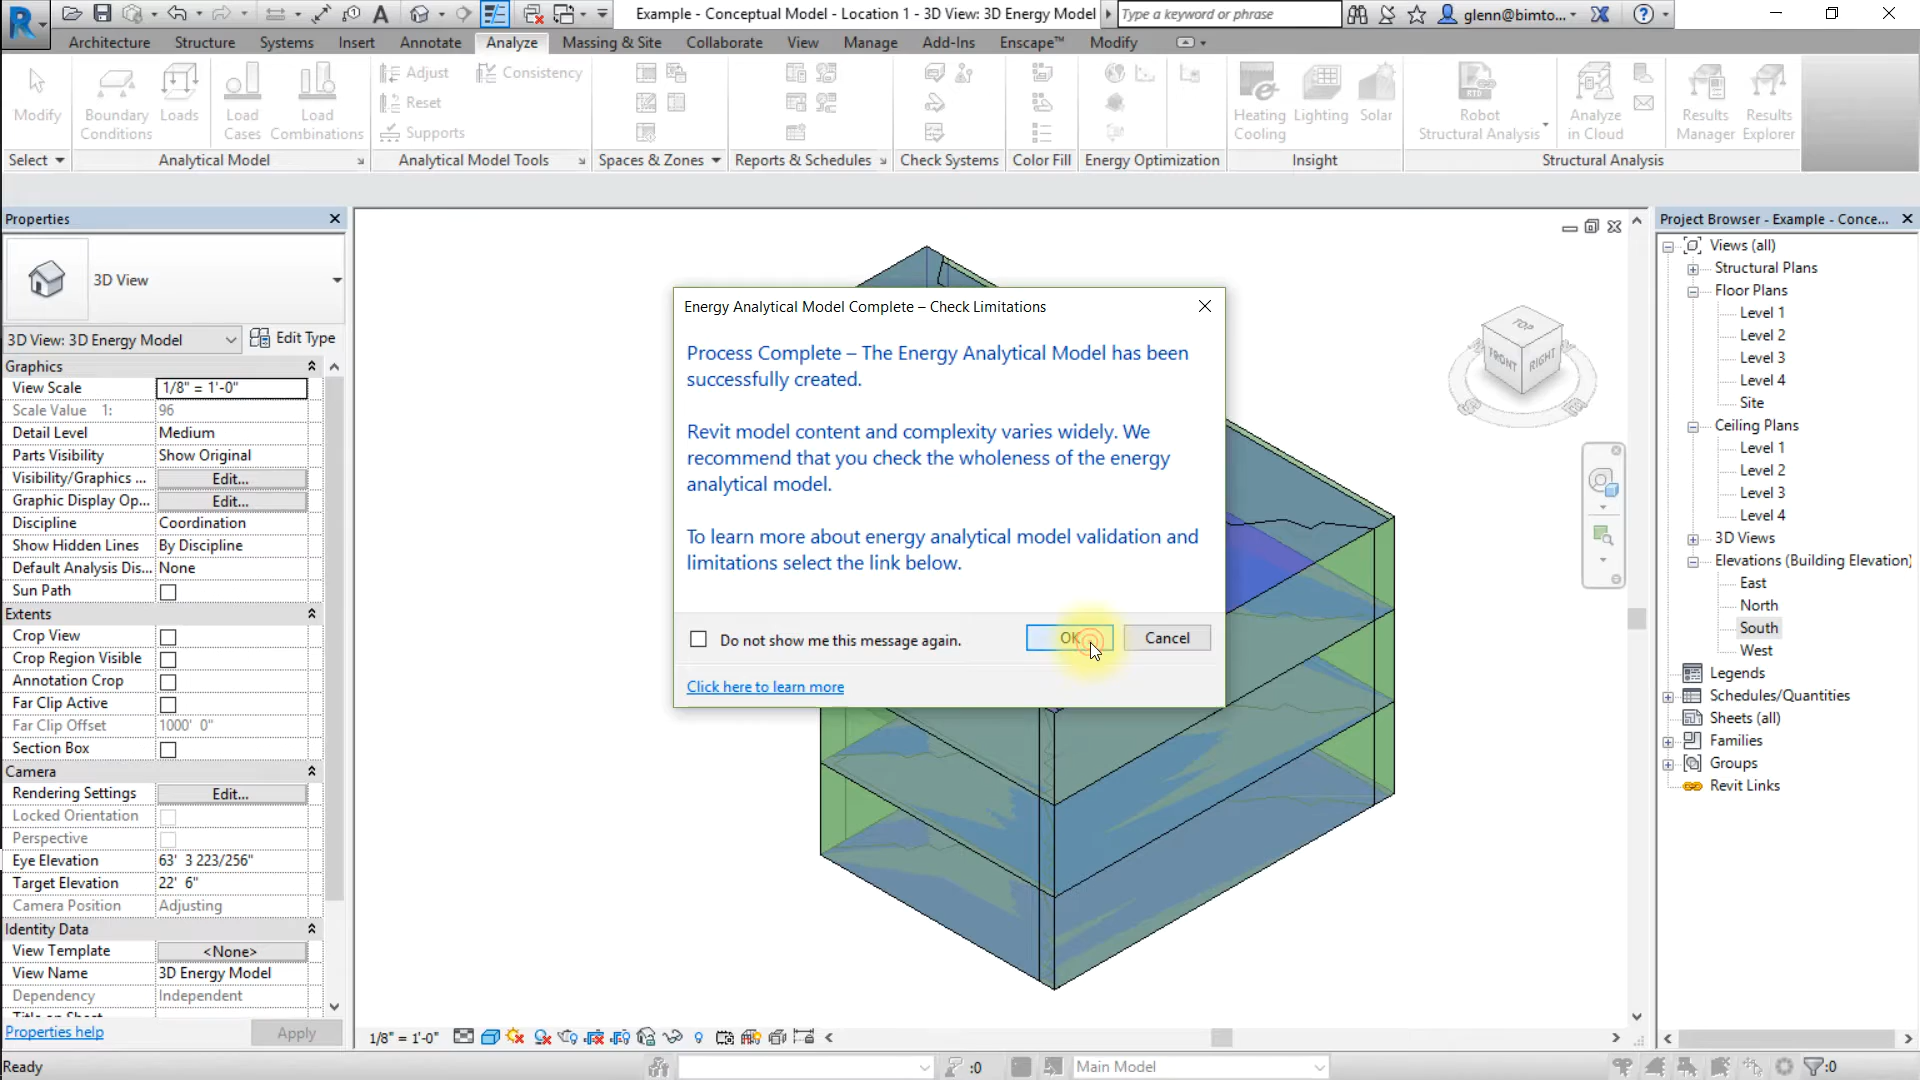 Example - Conceptual Model - Location 1 - 3D View: 3D Energy Model
Type a keyword or phrase
glenn@bimto...
Architecture Structure Systems Insert Annotate Analyze Massing & Site Collaborate View Manage Add-Ins Enscape™ Modify
Modify
Boundary Conditions
Loads
Load Cases
Load Combinations
Adjust
Reset
Supports
Consistency
Heating Cooling
Lighting
Solar
Robot Structural Analysis
Analyze in Cloud
Results Manager
Results Explorer
Select
Analytical Model
Analytical Model Tools
Spaces & Zones
Reports & Schedules
Check Systems
Color Fill
Energy Optimization
Insight
Structural Analysis
Properties
3D View
3D View: 3D Energy Model
Edit Type
Graphics
View Scale 1/8" = 1'-0"
Scale Value 1: 96
Detail Level Medium
Parts Visibility Show Original
Visibility/Graphics ... Edit...
Graphic Display Op... Edit...
Discipline Coordination
Show Hidden Lines By Discipline
Default Analysis Dis... None
Sun Path
Extents
Crop View
Crop Region Visible
Annotation Crop
Far Clip Active
Far Clip Offset 1000' 0"
Section Box
Camera
Rendering Settings Edit...
Locked Orientation
Perspective
Eye Elevation 63' 3 223/256"
Target Elevation 22' 6"
Camera Position Adjusting
Identity Data
View Template <None>
View Name 3D Energy Model
Dependency Independent
Title on Sheet
Properties help
Apply
Energy Analytical Model Complete – Check Limitations
Process Complete – The Energy Analytical Model has been
successfully created.
Revit model content and complexity varies widely. We
recommend that you check the wholeness of the energy
analytical model.
To learn more about energy analytical model validation and
limitations select the link below.
Do not show me this message again.
OK
Cancel
Click here to learn more
TOP
FRONT
RIGHT
Project Browser - Example - Conce...
Views (all)
Structural Plans
Floor Plans
Level 1
Level 2
Level 3
Level 4
Site
Ceiling Plans
Level 1
Level 2
Level 3
Level 4
3D Views
Elevations (Building Elevation)
East
North
South
West
Legends
Schedules/Quantities
Sheets (all)
Families
Groups
Revit Links
1/8" = 1'-0"
Ready
:0
Main Model
:0